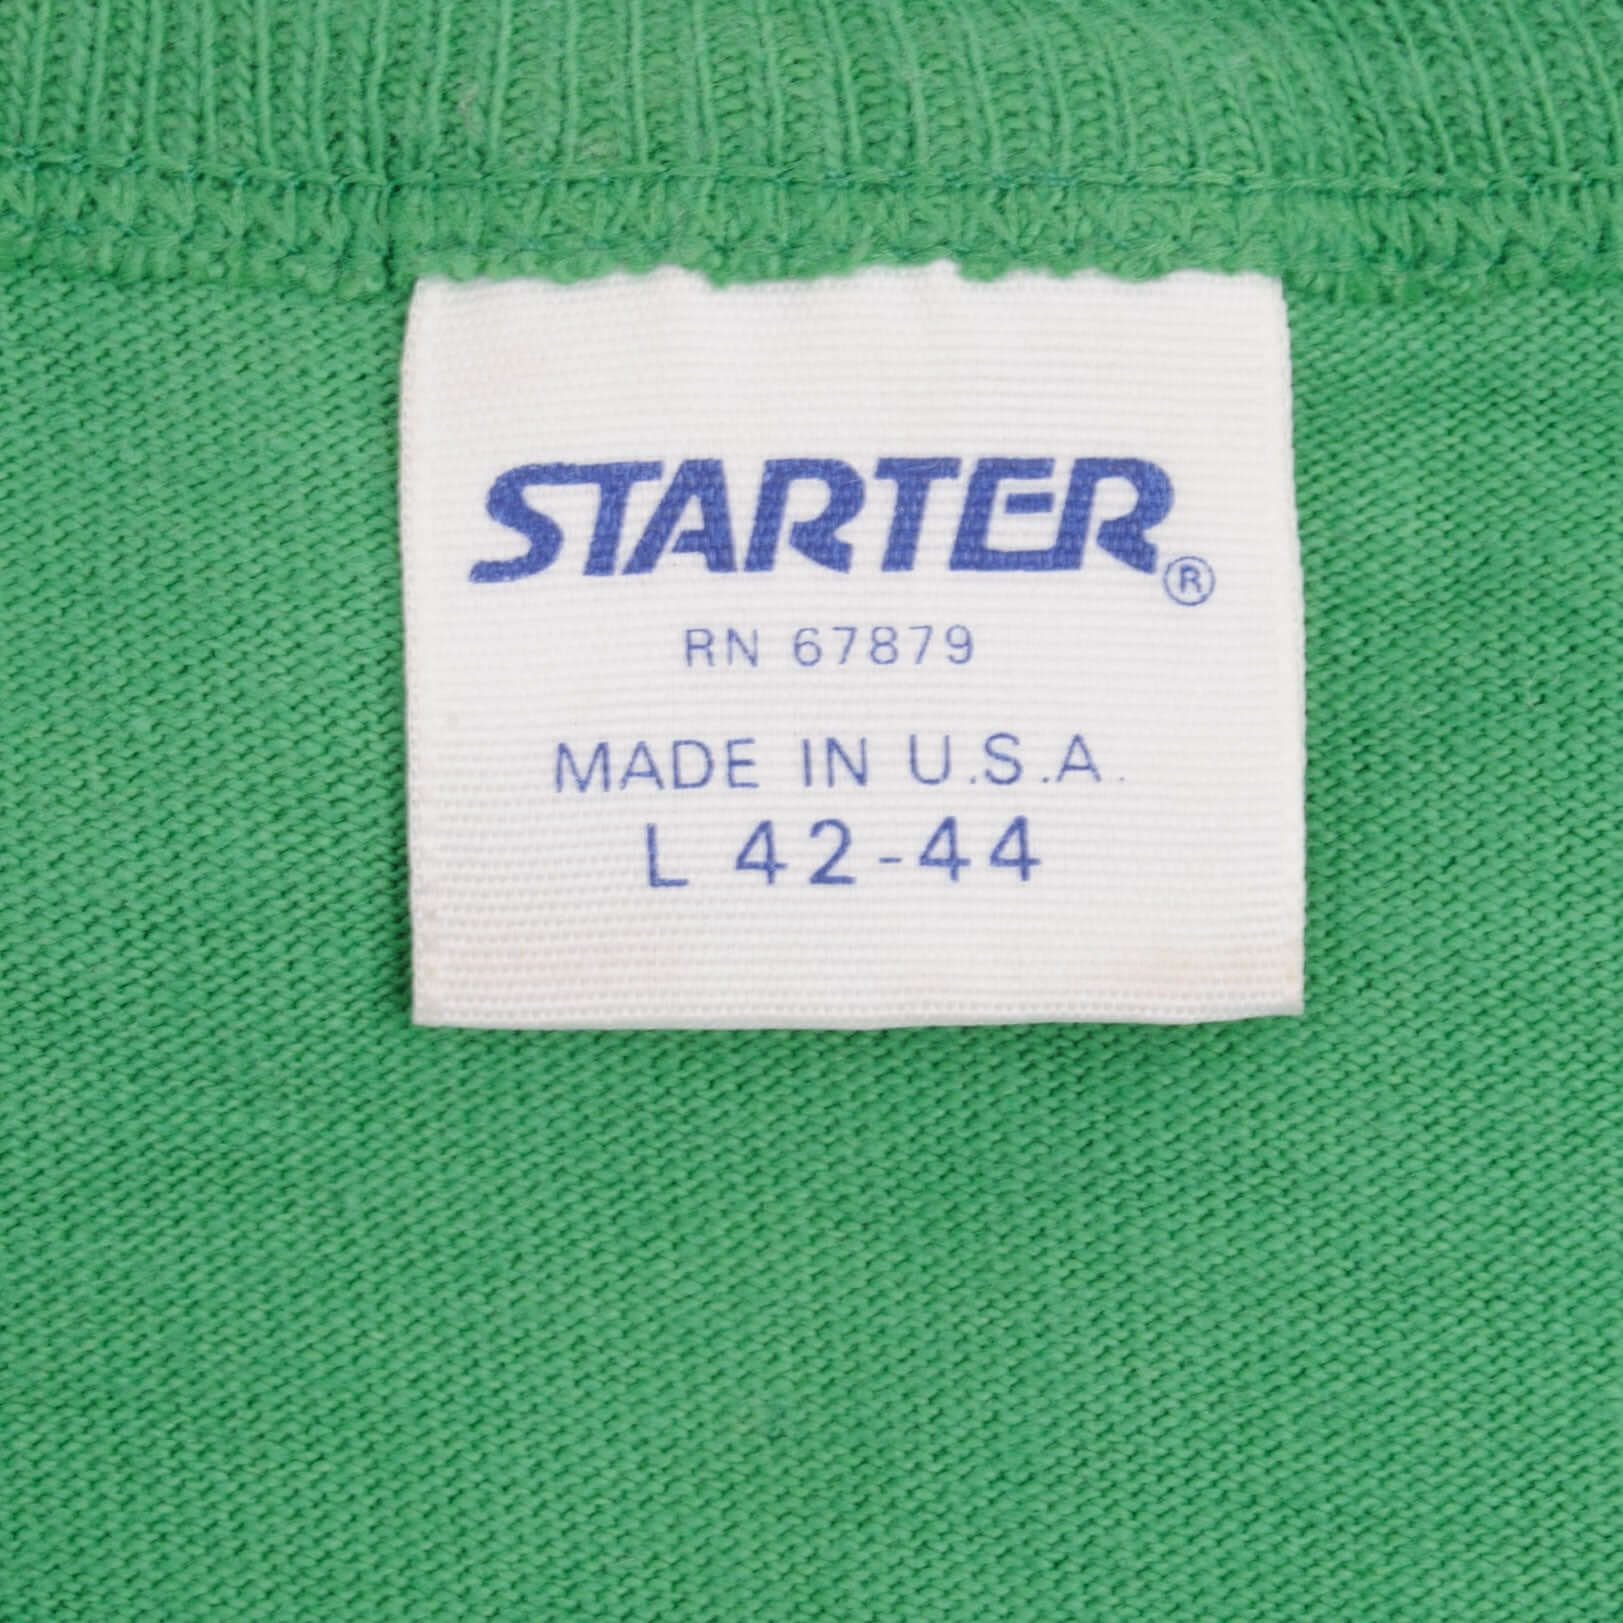 STARTER®
RN 67879
MADE IN U.S.A.
L 42-44